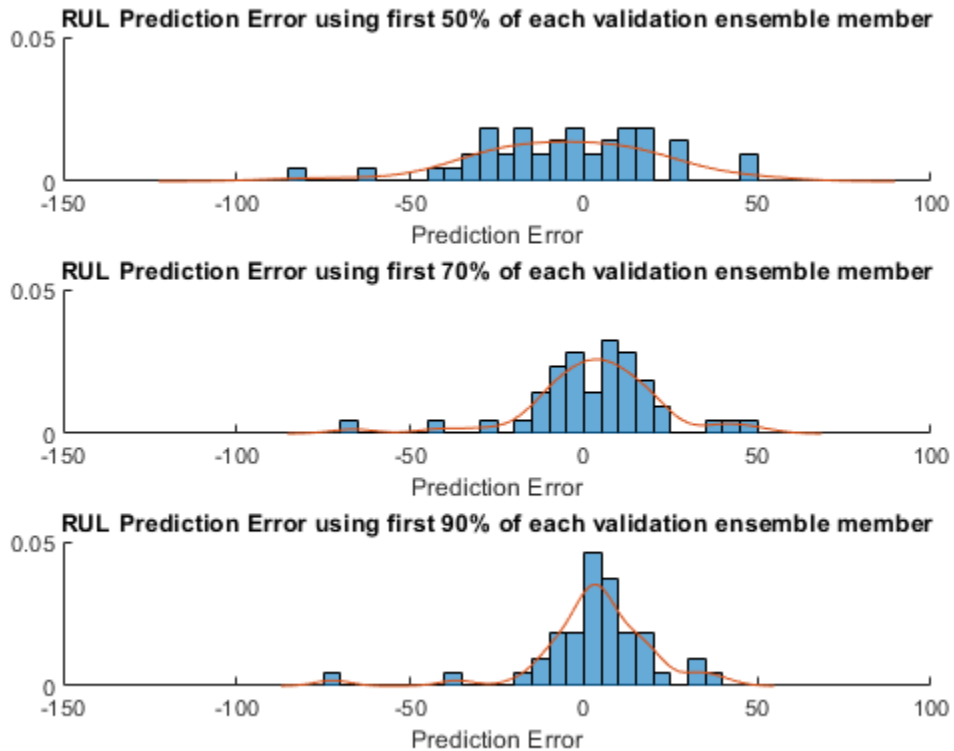 RUL Prediction Error using first 50% of each validation ensemble member
0.05
0
-150 -100 -50 0 50 100
Prediction Error
RUL Prediction Error using first 70% of each validation ensemble member
0.05
0
-150 -100 -50 0 50 100
Prediction Error
RUL Prediction Error using first 90% of each validation ensemble member
0.05
0
-150 -100 -50 0 50 100
Prediction Error